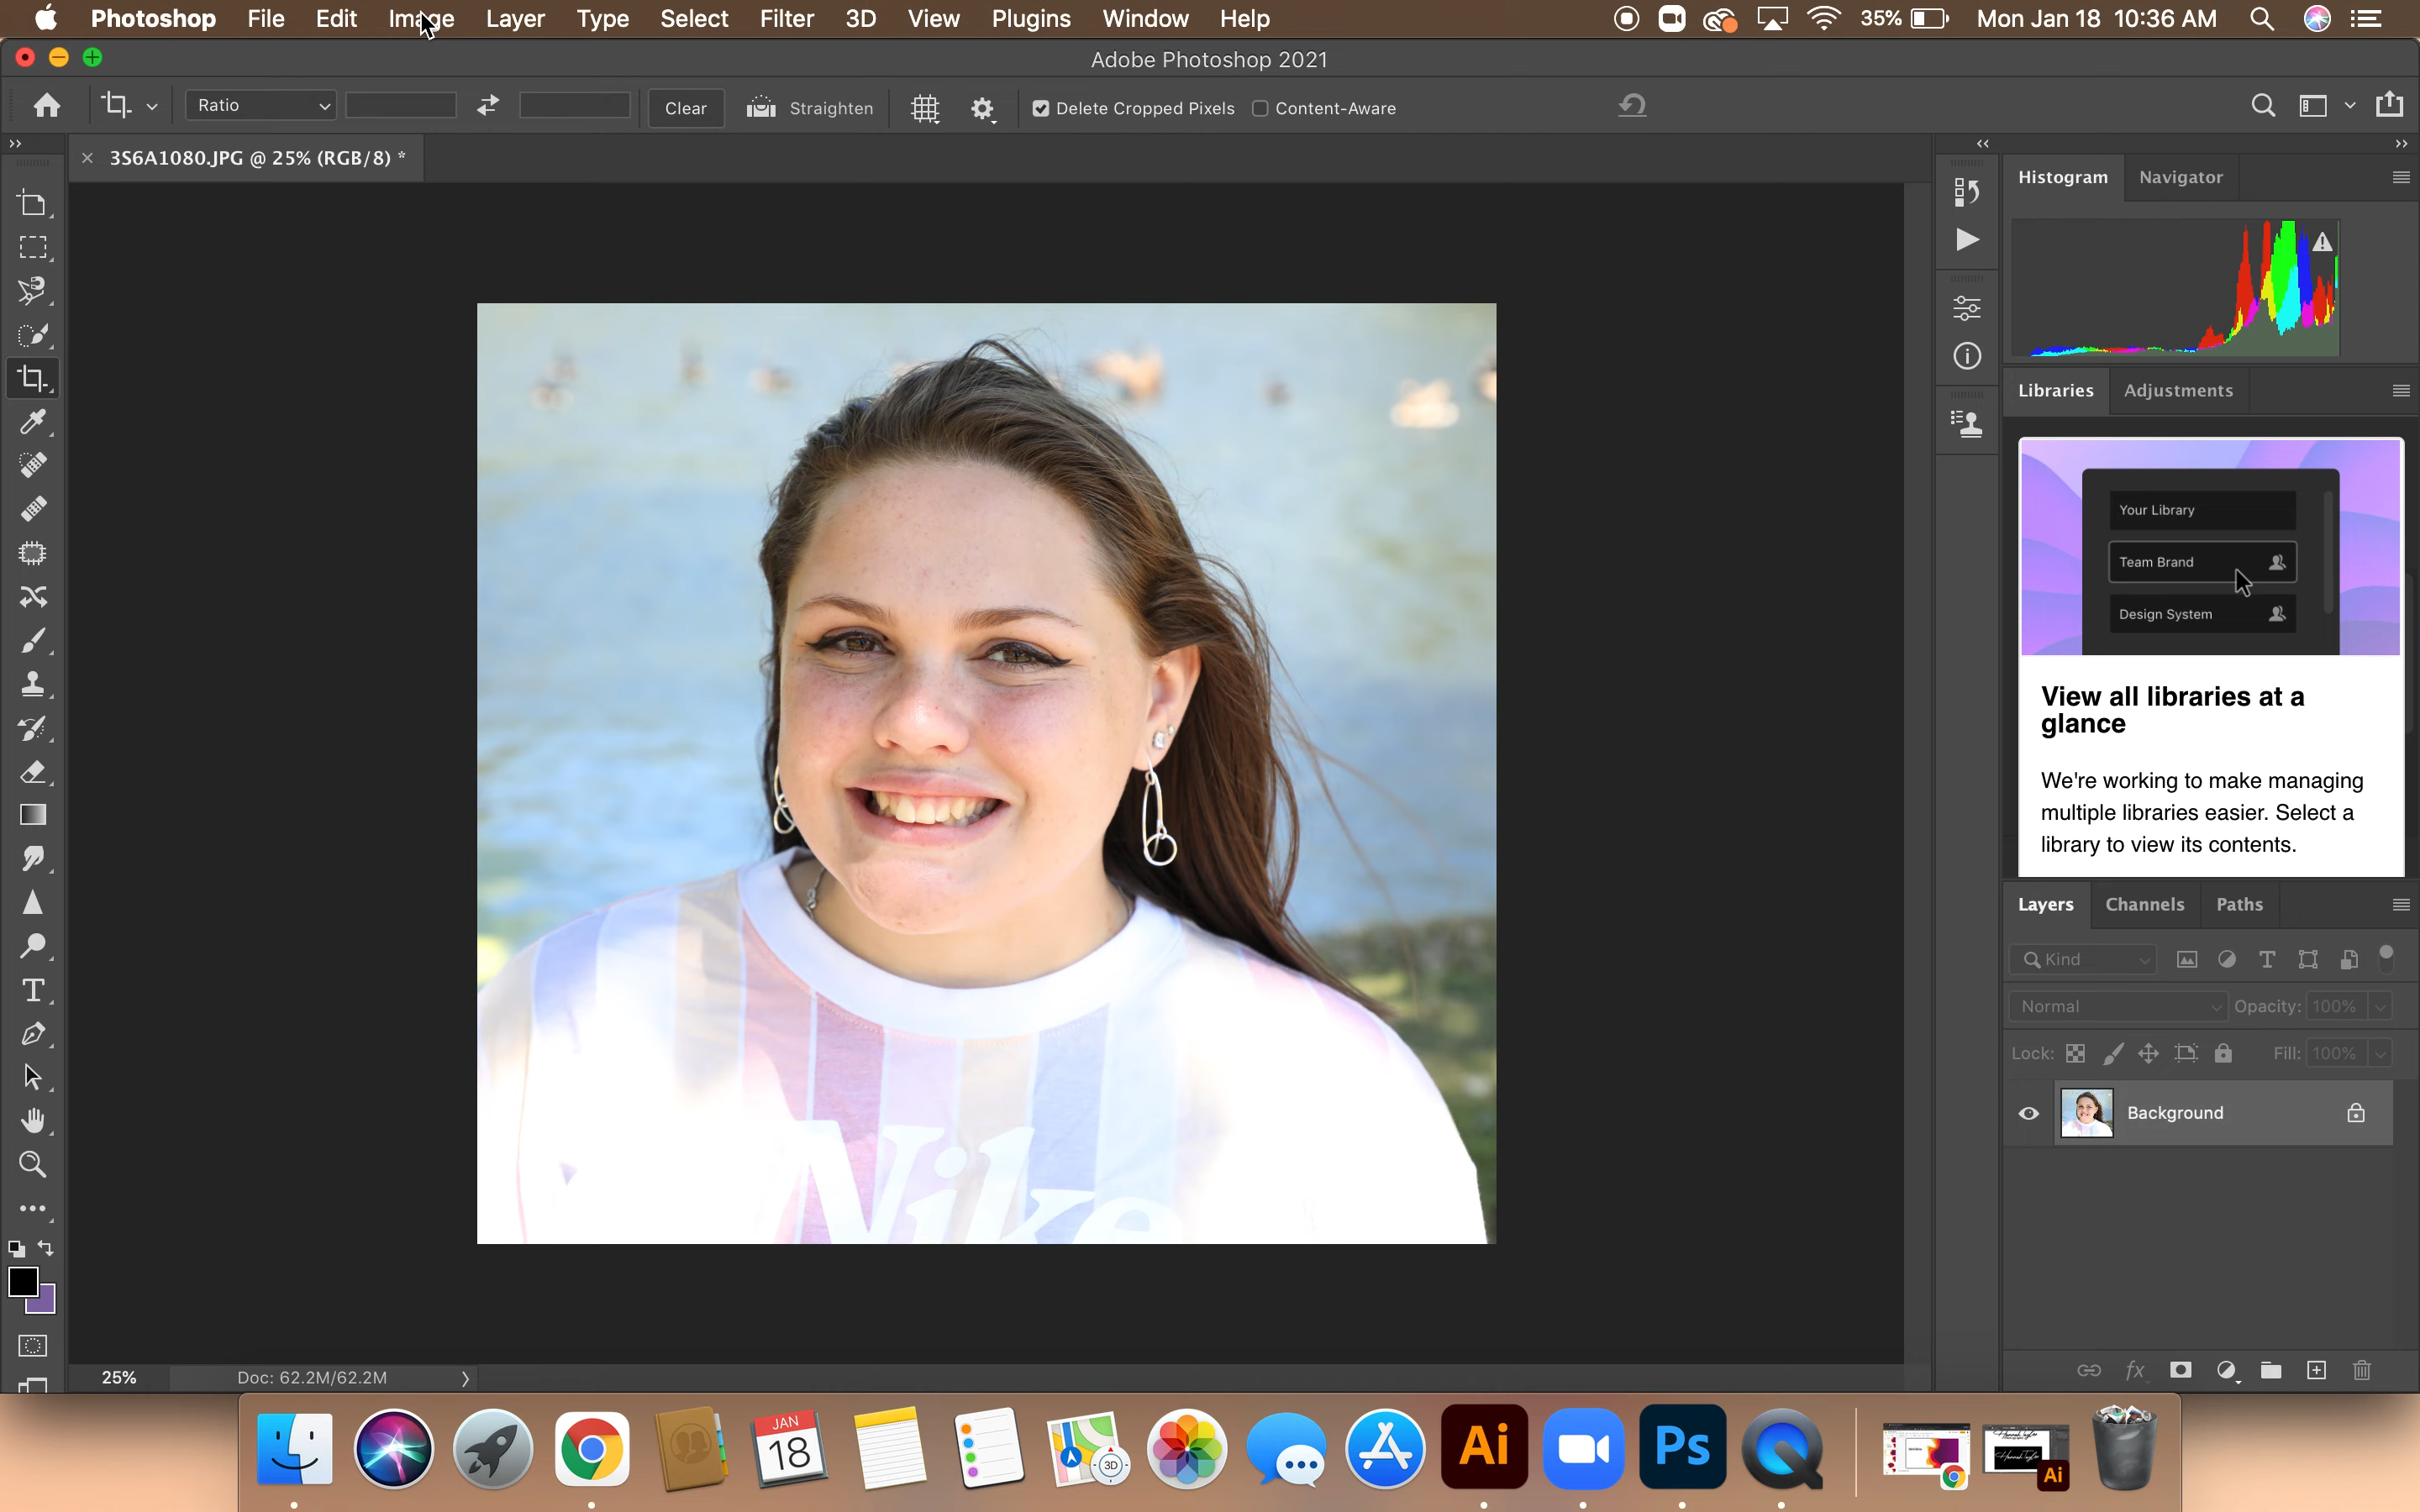 Photoshop File Edit Image Layer Type Select Filter 3D View Plugins Window Help 35% Mon Jan 18 10:36 AM
Adobe Photoshop 2021
Ratio Clear Straighten Delete Cropped Pixels Content-Aware
3S6A1080.JPG @ 25% (RGB/8) *
Histogram Navigator
Libraries Adjustments
Your Library
Team Brand
Design System
View all libraries at a
glance
We're working to make managing
multiple libraries easier. Select a
library to view its contents.
Layers Channels Paths
Kind
Normal Opacity: 100%
Lock: Fill: 100%
Background
Nike
25% Doc: 62.2M/62.2M
JAN
18
3D
Ai
Ps
Ai